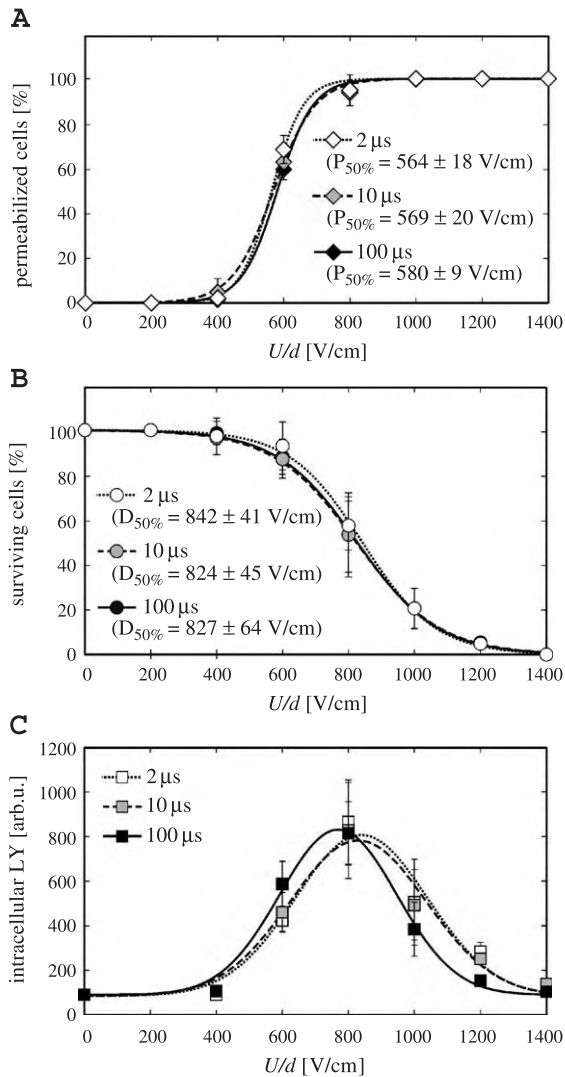 A
permeabilized cells [%]
100
80
60
40
20
0
2 µs
(P50% = 564 ± 18 V/cm)
10 µs
(P50% = 569 ± 20 V/cm)
100 µs
(P50% = 580 ± 9 V/cm)
0 200 400 600 800 1000 1200 1400
U/d [V/cm]
B
surviving cells [%]
100
80
60
40
20
0
2 µs
(D50% = 842 ± 41 V/cm)
10 µs
(D50% = 824 ± 45 V/cm)
100 µs
(D50% = 827 ± 64 V/cm)
0 200 400 600 800 1000 1200 1400
U/d [V/cm]
C
intracellular LY [arb.u.]
1200
1000
800
600
400
200
0
2 µs
10 µs
100 µs
0 200 400 600 800 1000 1200 1400
U/d [V/cm]